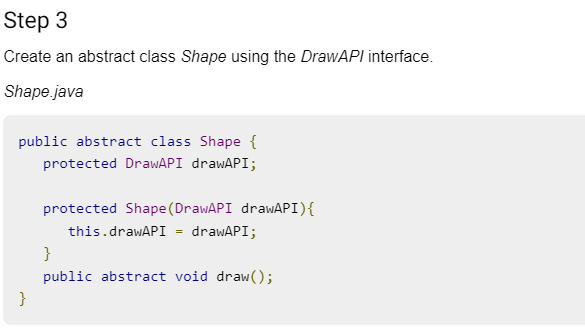 Step 3
Create an abstract class Shape using the DrawAPI interface.
Shape.java
public abstract class Shape {
protected DrawAPI drawAPI;
protected Shape(DrawAPI drawAPI){
this.drawAPI = drawAPI;
}
public abstract void draw();
}